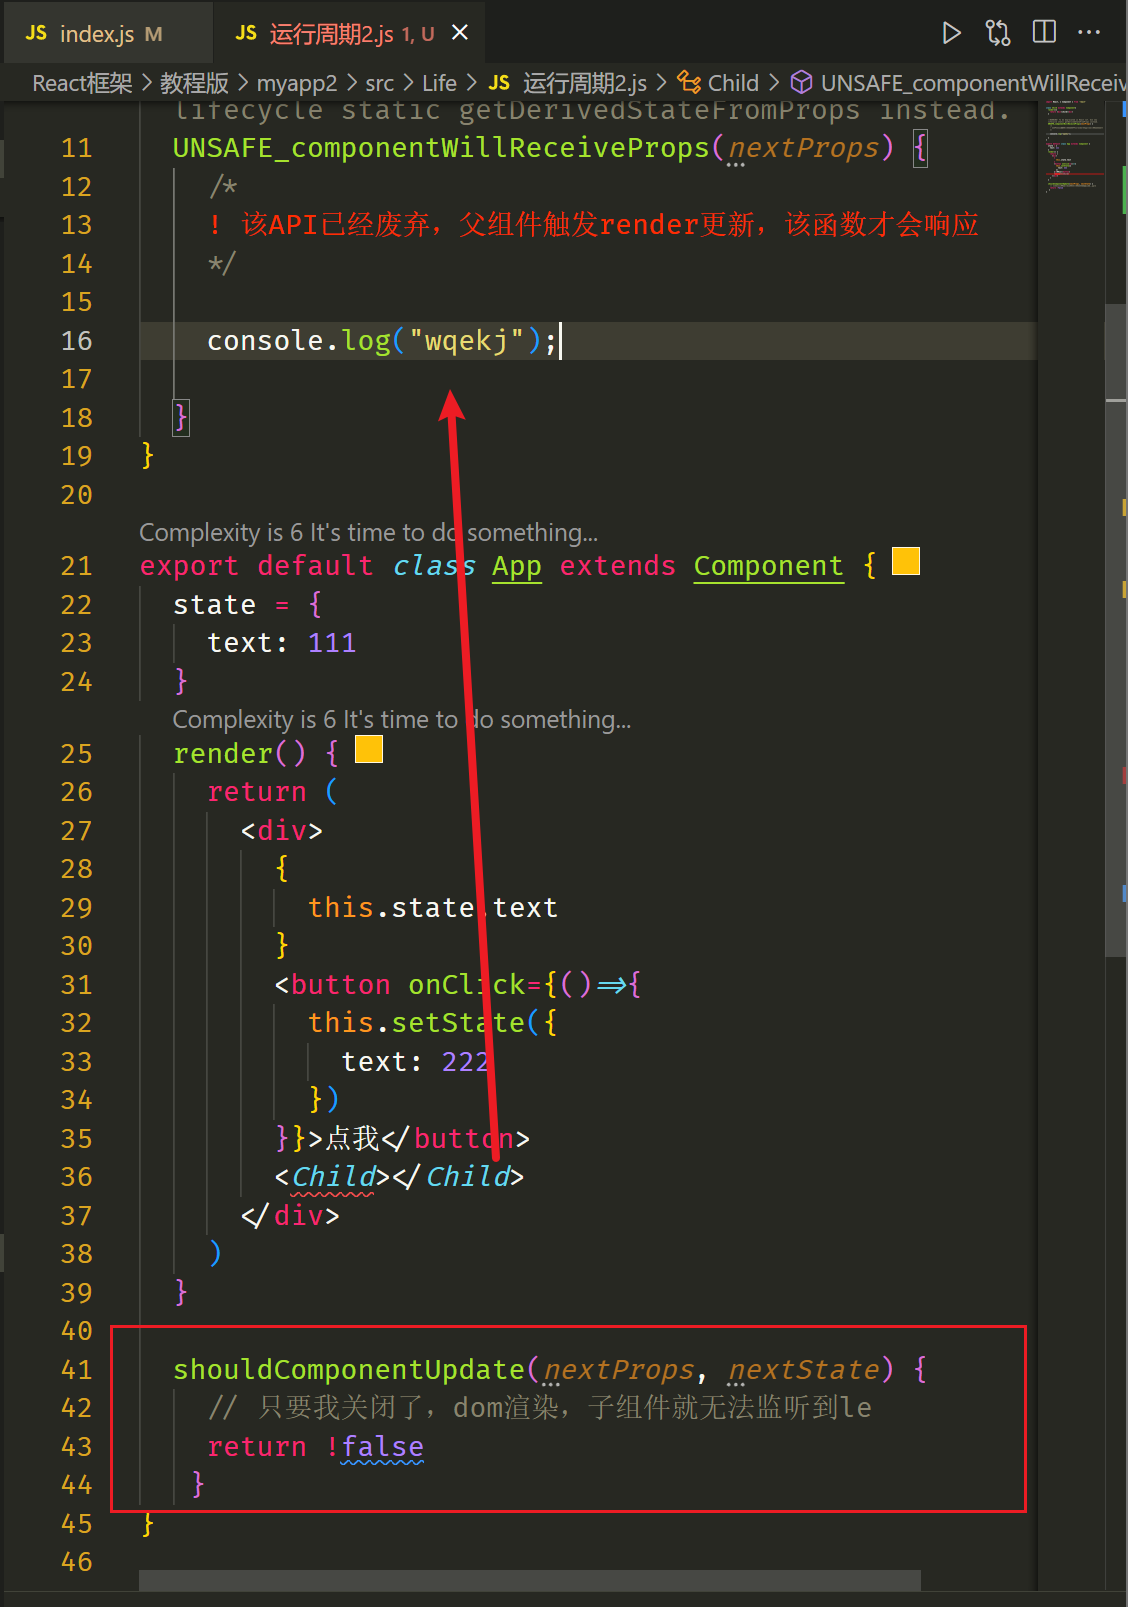 JS index.js M JS 运行周期2.js 1, U
React框架 > 教程版 > myapp2 > src > Life > JS 运行周期2.js > Child > UNSAFE_componentWillReceiv
lifecycle static getDerivedStateFromProps instead.
11 UNSAFE_componentWillReceiveProps(nextProps) {
12 /*
13 ! 该API已经废弃，父组件触发render更新，该函数才会响应
14 */
15
16 console.log("wqekj");
17
18 }
19 }
20
Complexity is 6 It's time to do something...
21 export default class App extends Component {
22 state = {
23 text: 111
24 }
Complexity is 6 It's time to do something...
25 render() {
26 return (
27 <div>
28 {
29 this.state.text
30 }
31 <button onClick={()=>{
32 this.setState({
33 text: 222
34 })
35 }}>点我</button>
36 <Child></Child>
37 </div>
38 )
39 }
40
41 shouldComponentUpdate(nextProps, nextState) {
42 // 只要我关闭了，dom渲染，子组件就无法监听到le
43 return !false
44 }
45 }
46